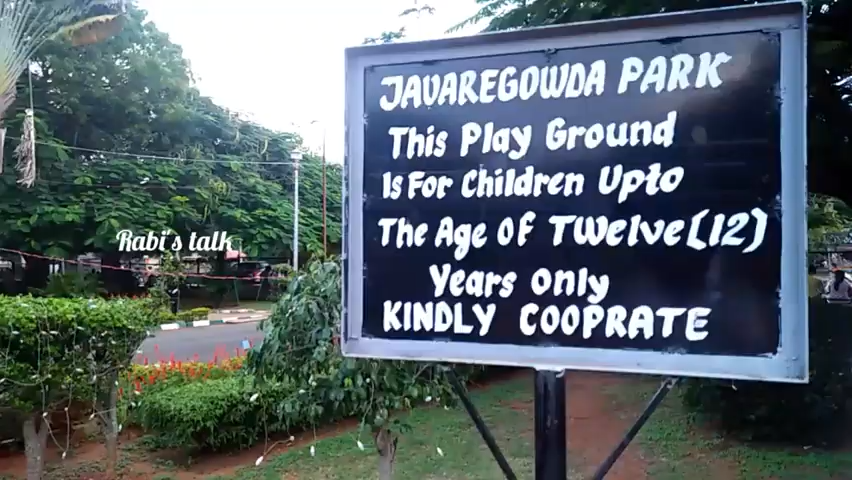 JAVAREGOWDA PARK
This Play Ground
Is For Children Upto
The Age OF Twelve(12)
Years only
KINDLY COOPRATE
Rabi's talk